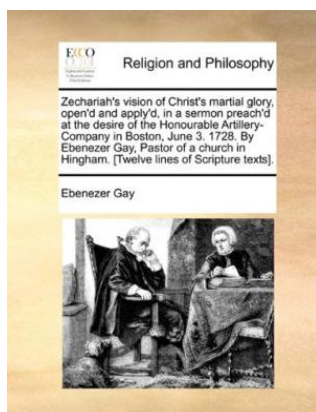 ECCO
Religion and Philosophy
Zechariah's vision of Christ's martial glory,
open'd and apply'd, in a sermon preach'd
at the desire of the Honourable Artillery-
Company in Boston, June 3. 1728. By
Ebenezer Gay, Pastor of a church in
Hingham. [Twelve lines of Scripture texts].
Ebenezer Gay